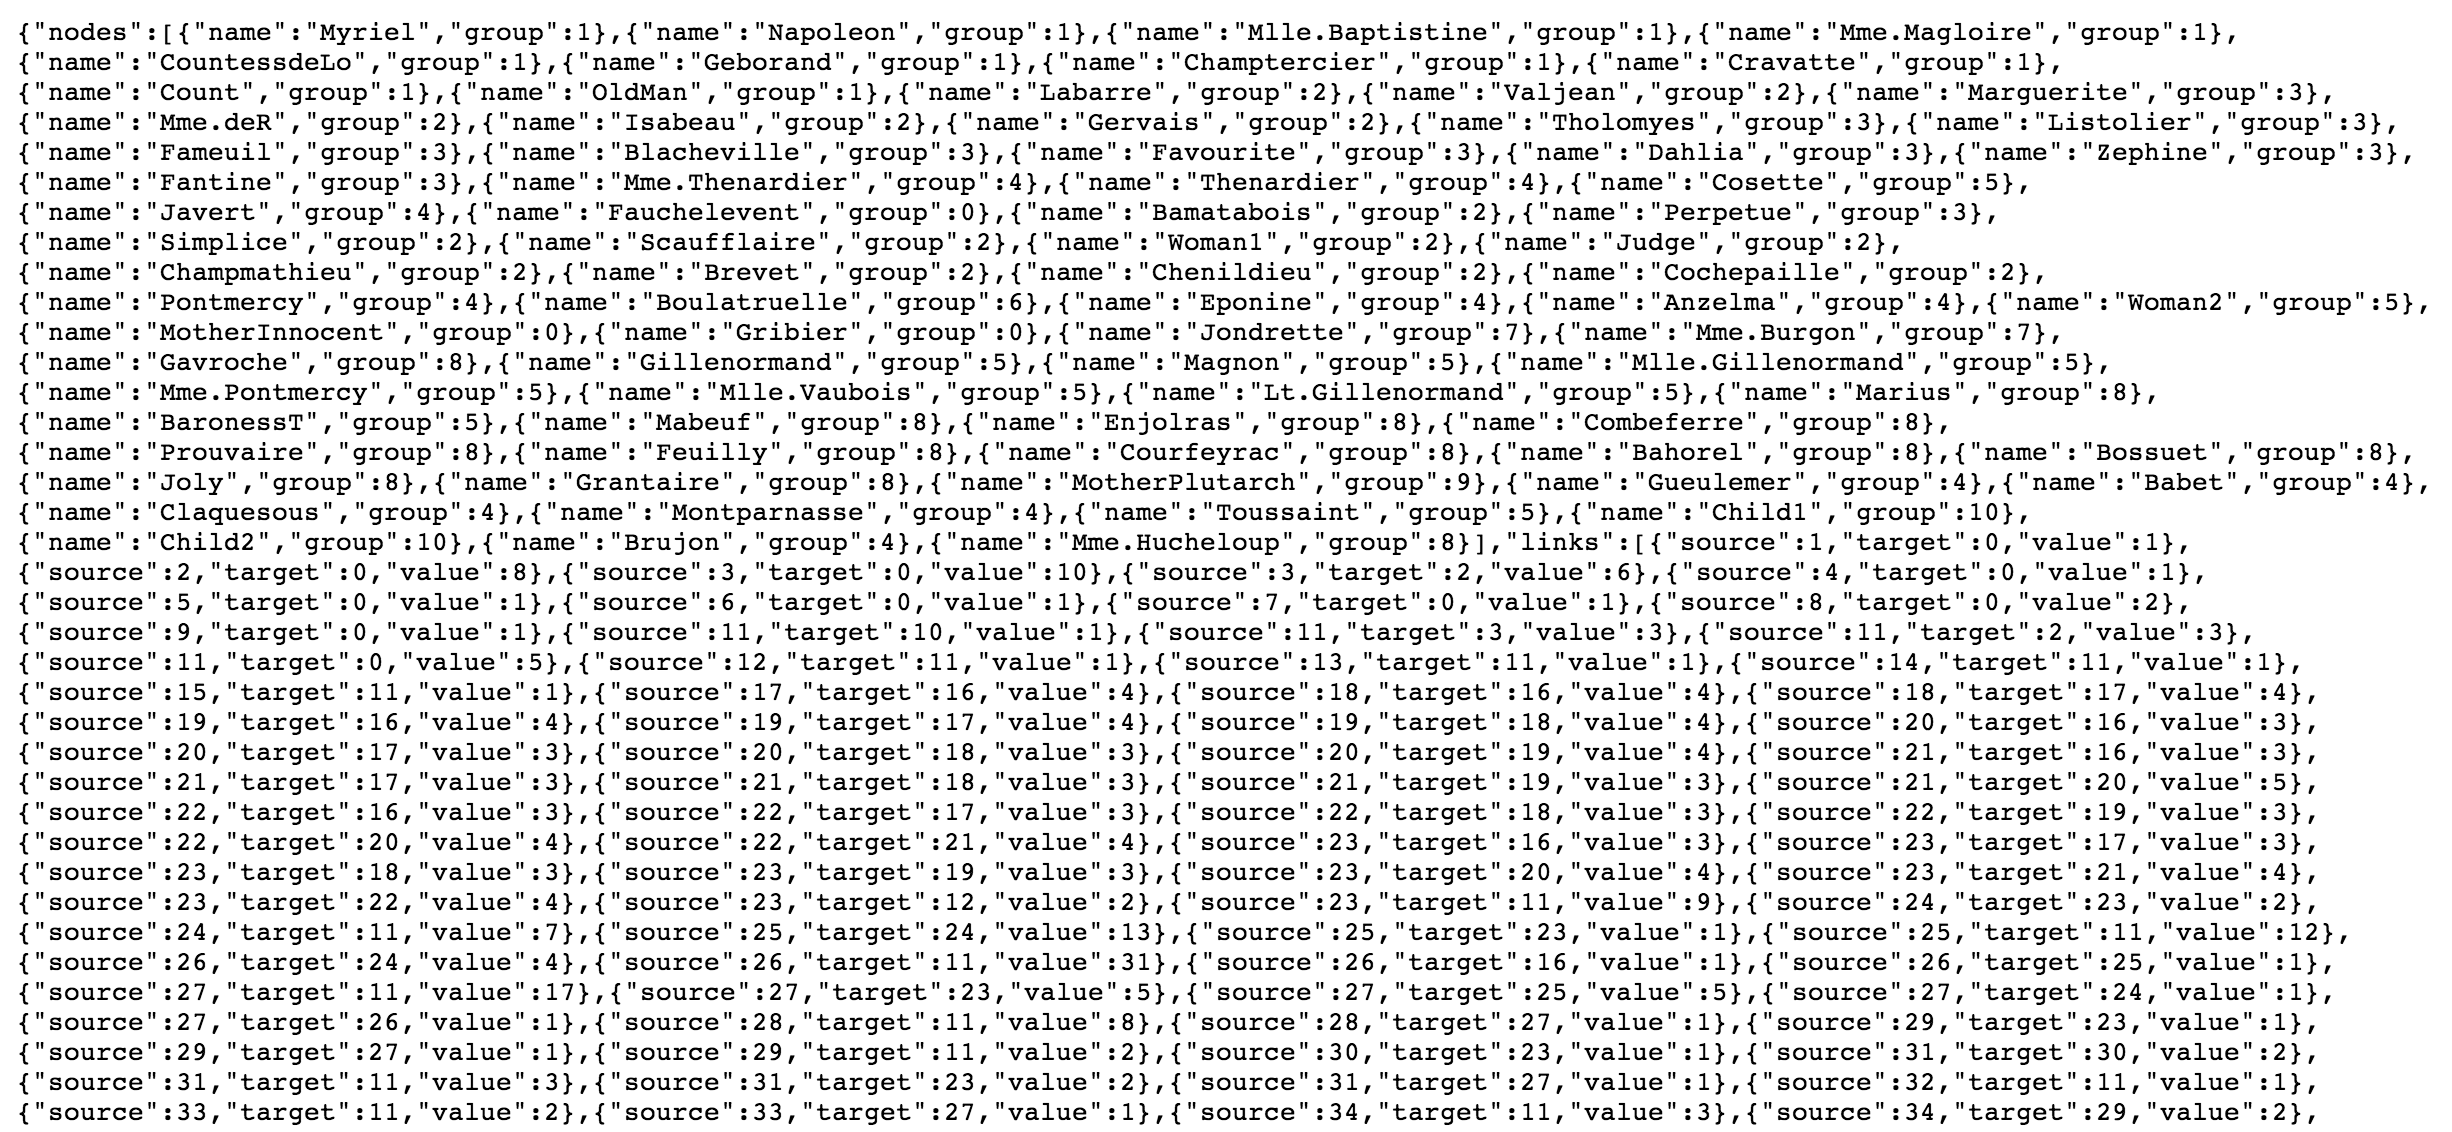 {"nodes":[{"name":"Myriel","group":1},{"name":"Napoleon","group":1},{"name":"Mlle.Baptistine","group":1},{"name":"Mme.Magloire","group":1},
{"name":"CountessdeLo","group":1},{"name":"Geborand","group":1},{"name":"Champtercier","group":1},{"name":"Cravatte","group":1},
{"name":"Count","group":1},{"name":"OldMan","group":1},{"name":"Labarre","group":2},{"name":"Valjean","group":2},{"name":"Marguerite","group":3},
{"name":"Mme.deR","group":2},{"name":"Isabeau","group":2},{"name":"Gervais","group":2},{"name":"Tholomyes","group":3},{"name":"Listolier","group":3},
{"name":"Fameuil","group":3},{"name":"Blacheville","group":3},{"name":"Favourite","group":3},{"name":"Dahlia","group":3},{"name":"Zephine","group":3},
{"name":"Fantine","group":3},{"name":"Mme.Thenardier","group":4},{"name":"Thenardier","group":4},{"name":"Cosette","group":5},
{"name":"Javert","group":4},{"name":"Fauchelevent","group":0},{"name":"Bamatabois","group":2},{"name":"Perpetue","group":3},
{"name":"Simplice","group":2},{"name":"Scaufflaire","group":2},{"name":"Woman1","group":2},{"name":"Judge","group":2},
{"name":"Champmathieu","group":2},{"name":"Brevet","group":2},{"name":"Chenildieu","group":2},{"name":"Cochepaille","group":2},
{"name":"Pontmercy","group":4},{"name":"Boulatruelle","group":6},{"name":"Eponine","group":4},{"name":"Anzelma","group":4},{"name":"Woman2","group":5},
{"name":"MotherInnocent","group":0},{"name":"Gribier","group":0},{"name":"Jondrette","group":7},{"name":"Mme.Burgon","group":7},
{"name":"Gavroche","group":8},{"name":"Gillenormand","group":5},{"name":"Magnon","group":5},{"name":"Mlle.Gillenormand","group":5},
{"name":"Mme.Pontmercy","group":5},{"name":"Mlle.Vaubois","group":5},{"name":"Lt.Gillenormand","group":5},{"name":"Marius","group":8},
{"name":"BaronessT","group":5},{"name":"Mabeuf","group":8},{"name":"Enjolras","group":8},{"name":"Combeferre","group":8},
{"name":"Prouvaire","group":8},{"name":"Feuilly","group":8},{"name":"Courfeyrac","group":8},{"name":"Bahorel","group":8},{"name":"Bossuet","group":8},
{"name":"Joly","group":8},{"name":"Grantaire","group":8},{"name":"MotherPlutarch","group":9},{"name":"Gueulemer","group":4},{"name":"Babet","group":4},
{"name":"Claquesous","group":4},{"name":"Montparnasse","group":4},{"name":"Toussaint","group":5},{"name":"Child1","group":10},
{"name":"Child2","group":10},{"name":"Brujon","group":4},{"name":"Mme.Hucheloup","group":8}],"links":[{"source":1,"target":0,"value":1},
{"source":2,"target":0,"value":8},{"source":3,"target":0,"value":10},{"source":3,"target":2,"value":6},{"source":4,"target":0,"value":1},
{"source":5,"target":0,"value":1},{"source":6,"target":0,"value":1},{"source":7,"target":0,"value":1},{"source":8,"target":0,"value":2},
{"source":9,"target":0,"value":1},{"source":11,"target":10,"value":1},{"source":11,"target":3,"value":3},{"source":11,"target":2,"value":3},
{"source":11,"target":0,"value":5},{"source":12,"target":11,"value":1},{"source":13,"target":11,"value":1},{"source":14,"target":11,"value":1},
{"source":15,"target":11,"value":1},{"source":17,"target":16,"value":4},{"source":18,"target":16,"value":4},{"source":18,"target":17,"value":4},
{"source":19,"target":16,"value":4},{"source":19,"target":17,"value":4},{"source":19,"target":18,"value":4},{"source":20,"target":16,"value":3},
{"source":20,"target":17,"value":3},{"source":20,"target":18,"value":3},{"source":20,"target":19,"value":4},{"source":21,"target":16,"value":3},
{"source":21,"target":17,"value":3},{"source":21,"target":18,"value":3},{"source":21,"target":19,"value":3},{"source":21,"target":20,"value":5},
{"source":22,"target":16,"value":3},{"source":22,"target":17,"value":3},{"source":22,"target":18,"value":3},{"source":22,"target":19,"value":3},
{"source":22,"target":20,"value":4},{"source":22,"target":21,"value":4},{"source":23,"target":16,"value":3},{"source":23,"target":17,"value":3},
{"source":23,"target":18,"value":3},{"source":23,"target":19,"value":3},{"source":23,"target":20,"value":4},{"source":23,"target":21,"value":4},
{"source":23,"target":22,"value":4},{"source":23,"target":12,"value":2},{"source":23,"target":11,"value":9},{"source":24,"target":23,"value":2},
{"source":24,"target":11,"value":7},{"source":25,"target":24,"value":13},{"source":25,"target":23,"value":1},{"source":25,"target":11,"value":12},
{"source":26,"target":24,"value":4},{"source":26,"target":11,"value":31},{"source":26,"target":16,"value":1},{"source":26,"target":25,"value":1},
{"source":27,"target":11,"value":17},{"source":27,"target":23,"value":5},{"source":27,"target":25,"value":5},{"source":27,"target":24,"value":1},
{"source":27,"target":26,"value":1},{"source":28,"target":11,"value":8},{"source":28,"target":27,"value":1},{"source":29,"target":23,"value":1},
{"source":29,"target":27,"value":1},{"source":29,"target":11,"value":2},{"source":30,"target":23,"value":1},{"source":31,"target":30,"value":2},
{"source":31,"target":11,"value":3},{"source":31,"target":23,"value":2},{"source":31,"target":27,"value":1},{"source":32,"target":11,"value":1},
{"source":33,"target":11,"value":2},{"source":33,"target":27,"value":1},{"source":34,"target":11,"value":3},{"source":34,"target":29,"value":2},